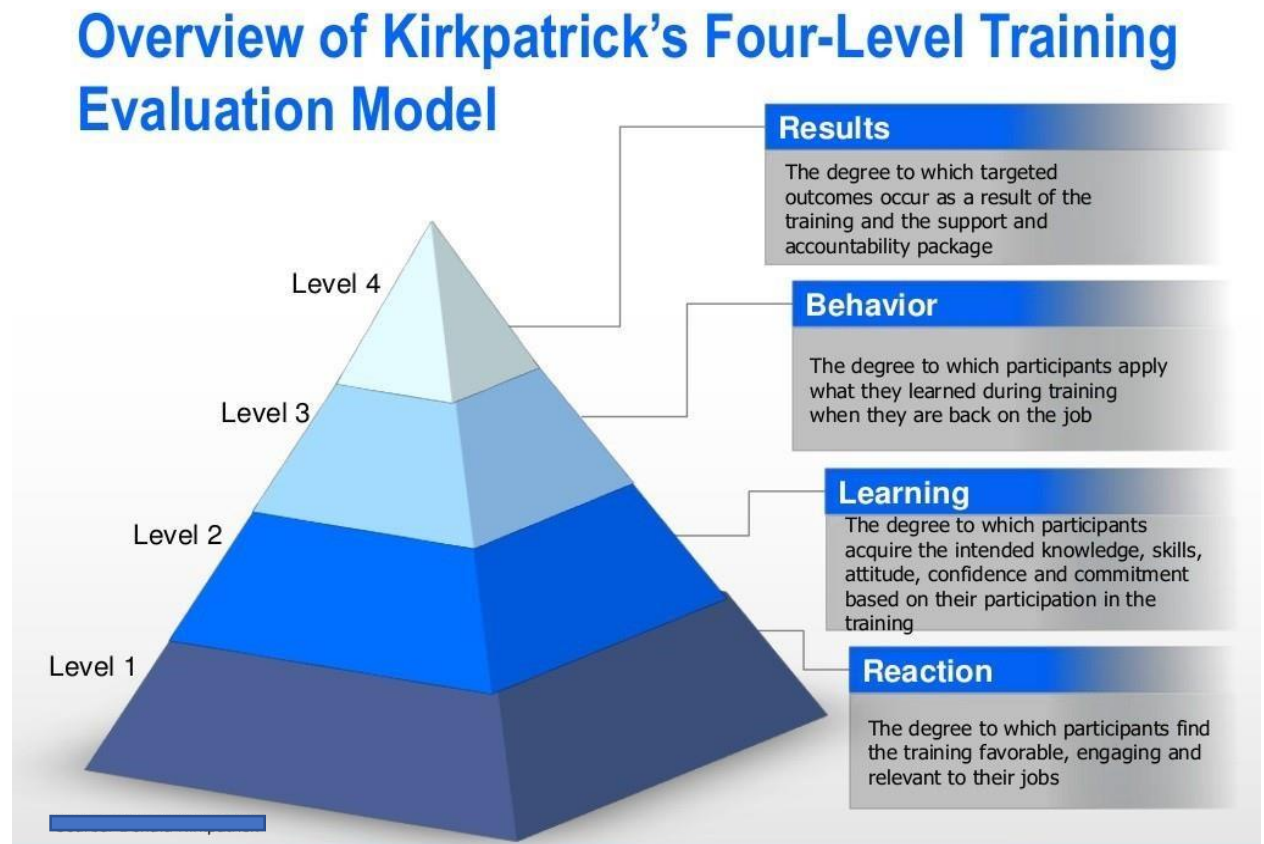 Overview of Kirkpatrick's Four-Level Training
Evaluation Model
Results
The degree to which targeted
outcomes occur as a result of the
training and the support and
accountability package
Level 4
Behavior
The degree to which participants apply
what they learned during training
when they are back on the job
Level 3
Learning
The degree to which participants
acquire the intended knowledge, skills,
attitude, confidence and commitment
based on their participation in the
training
Level 2
Reaction
The degree to which participants find
the training favorable, engaging and
relevant to their jobs
Level 1